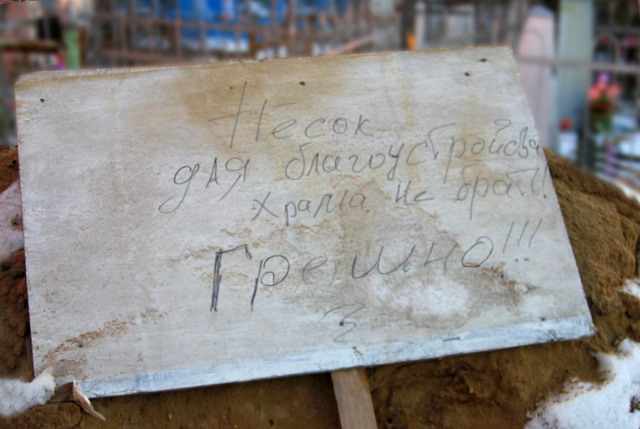 Песок
для благоустройства
храма не брать!!
Грешно!!!